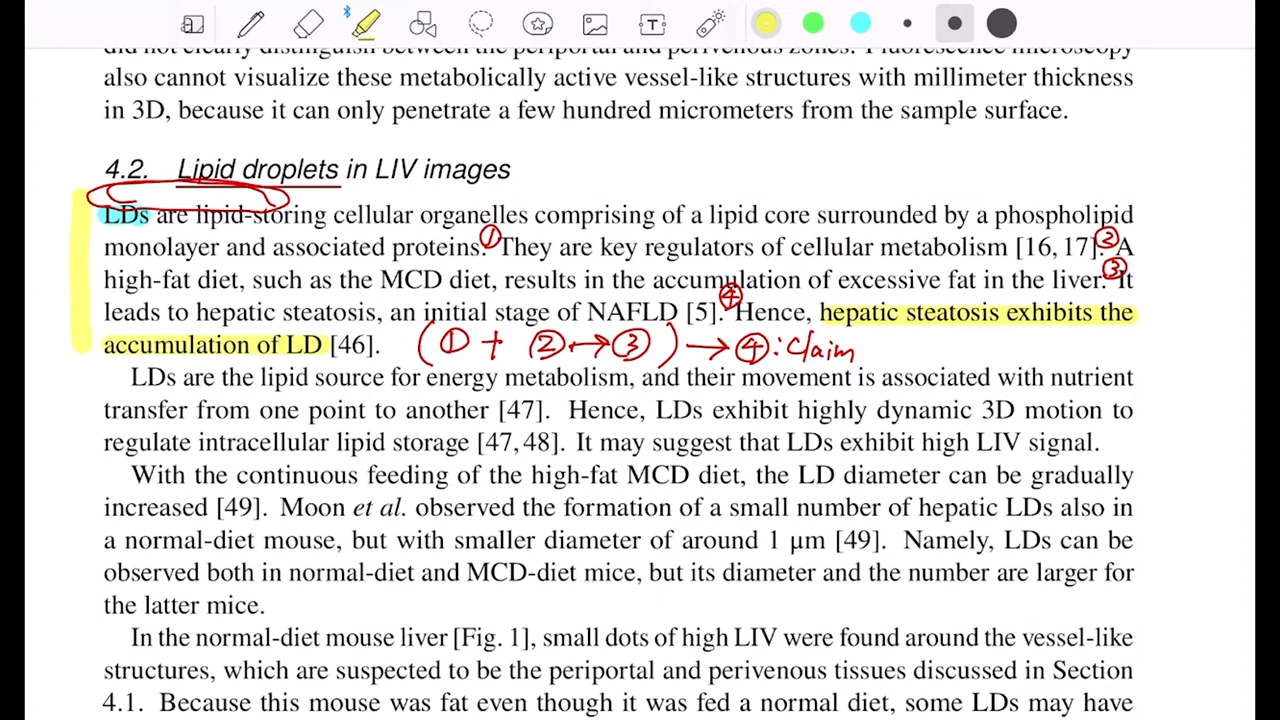 did not clearly distinguish between the periportal and perivenous zones. Fluorescence microscopy
also cannot visualize these metabolically active vessel-like structures with millimeter thickness
in 3D, because it can only penetrate a few hundred micrometers from the sample surface.
4.2. Lipid droplets in LIV images
LDs are lipid-storing cellular organelles comprising of a lipid core surrounded by a phospholipid
monolayer and associated proteins. ① They are key regulators of cellular metabolism [16, 17]. ② A
high-fat diet, such as the MCD diet, results in the accumulation of excessive fat in the liver. ③ It
leads to hepatic steatosis, an initial stage of NAFLD [5]. ④ Hence, hepatic steatosis exhibits the
accumulation of LD [46]. (① + ② ↔ ③) → ④: Claim
LDs are the lipid source for energy metabolism, and their movement is associated with nutrient
transfer from one point to another [47]. Hence, LDs exhibit highly dynamic 3D motion to
regulate intracellular lipid storage [47, 48]. It may suggest that LDs exhibit high LIV signal.
With the continuous feeding of the high-fat MCD diet, the LD diameter can be gradually
increased [49]. Moon et al. observed the formation of a small number of hepatic LDs also in
a normal-diet mouse, but with smaller diameter of around 1 μm [49]. Namely, LDs can be
observed both in normal-diet and MCD-diet mice, but its diameter and the number are larger for
the latter mice.
In the normal-diet mouse liver [Fig. 1], small dots of high LIV were found around the vessel-like
structures, which are suspected to be the periportal and perivenous tissues discussed in Section
4.1. Because this mouse was fat even though it was fed a normal diet, some LDs may have